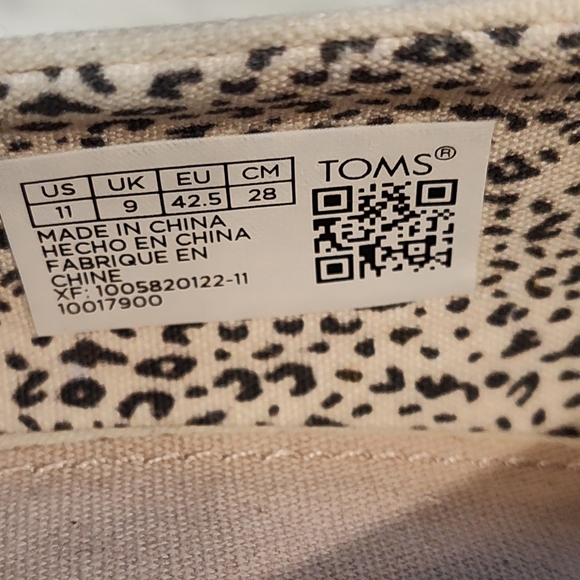 US UK EU CM
11 9 42.5 28
MADE IN CHINA
HECHO EN CHINA
FABRIQUE EN
CHINE
XF: 1005820122-11
10017900
TOMS®